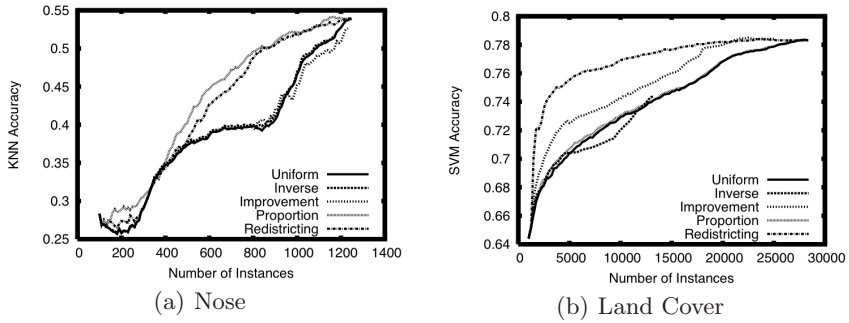 0.55
0.5
0.45
0.4
0.35
0.3
0.25
KNN Accuracy
Uniform
Inverse
Improvement
Proportion
Redistricting
0 200 400 600 800 1000 1200 1400
Number of Instances
(a) Nose
0.8
0.78
0.76
0.74
0.72
0.7
0.68
0.66
0.64
SVM Accuracy
Uniform
Inverse
Improvement
Proportion
Redistricting
0 5000 10000 15000 20000 25000 30000
Number of Instances
(b) Land Cover